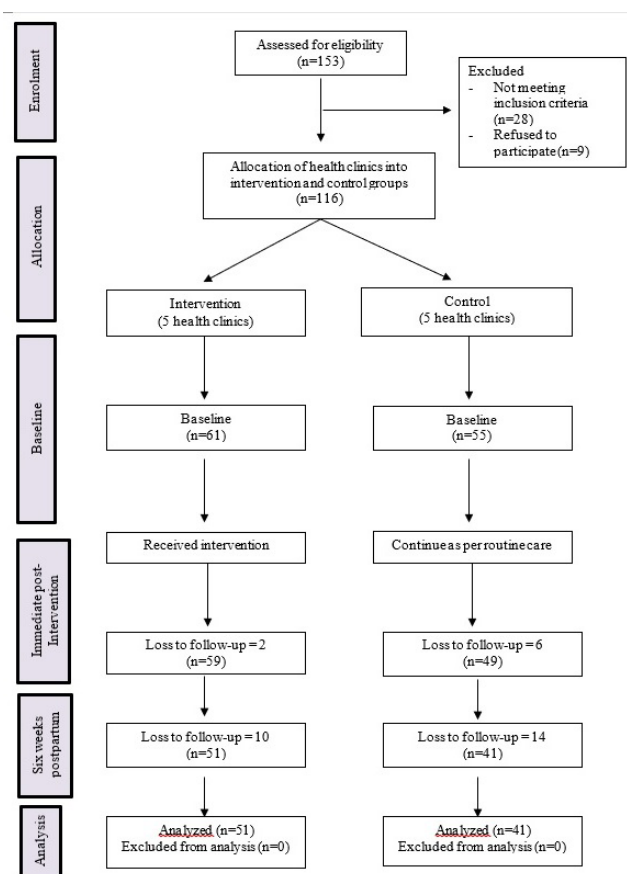 Enrolment
Assessed for eligibility
(n=153)
Excluded
- Not meeting
inclusion criteria
(n=28)
- Refused to
participate(n=9)
Allocation
Allocation of health clinics into
intervention and control groups
(n=116)
Intervention
(5 health clinics)
Control
(5 health clinics)
Baseline
Baseline
(n=61)
Baseline
(n=55)
Immediate post-
Intervention
Received intervention
Continue as per routine care
Loss to follow-up = 2
(n=59)
Loss to follow-up = 6
(n=49)
Six weeks
postpartum
Loss to follow-up = 10
(n=51)
Loss to follow-up = 14
(n=41)
Analysis
Analyzed (n=51)
Excluded from analysis (n=0)
Analyzed (n=41)
Excluded from analysis (n=0)